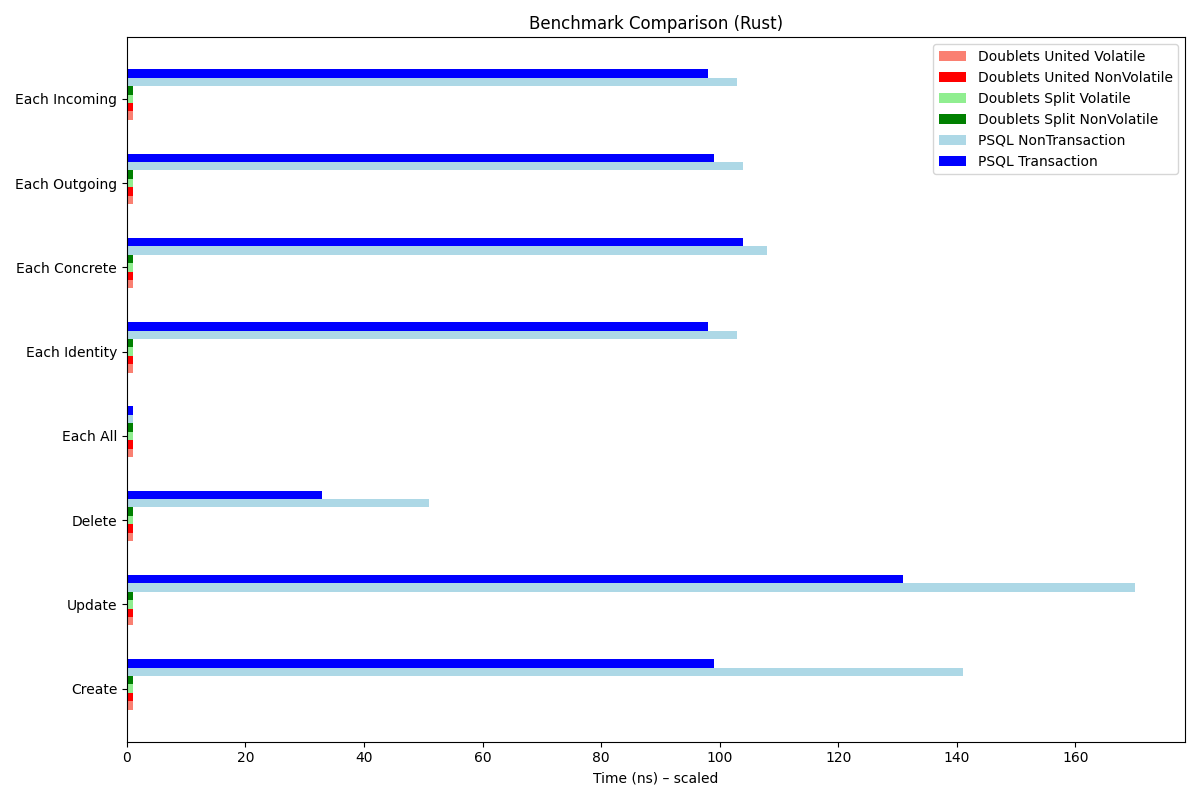 Benchmark Comparison (Rust)
Doublets United Volatile
Doublets United NonVolatile
Doublets Split Volatile
Doublets Split NonVolatile
PSQL NonTransaction
PSQL Transaction
Each Incoming
Each Outgoing
Each Concrete
Each Identity
Each All
Delete
Update
Create
0 20 40 60 80 100 120 140 160
Time (ns) – scaled